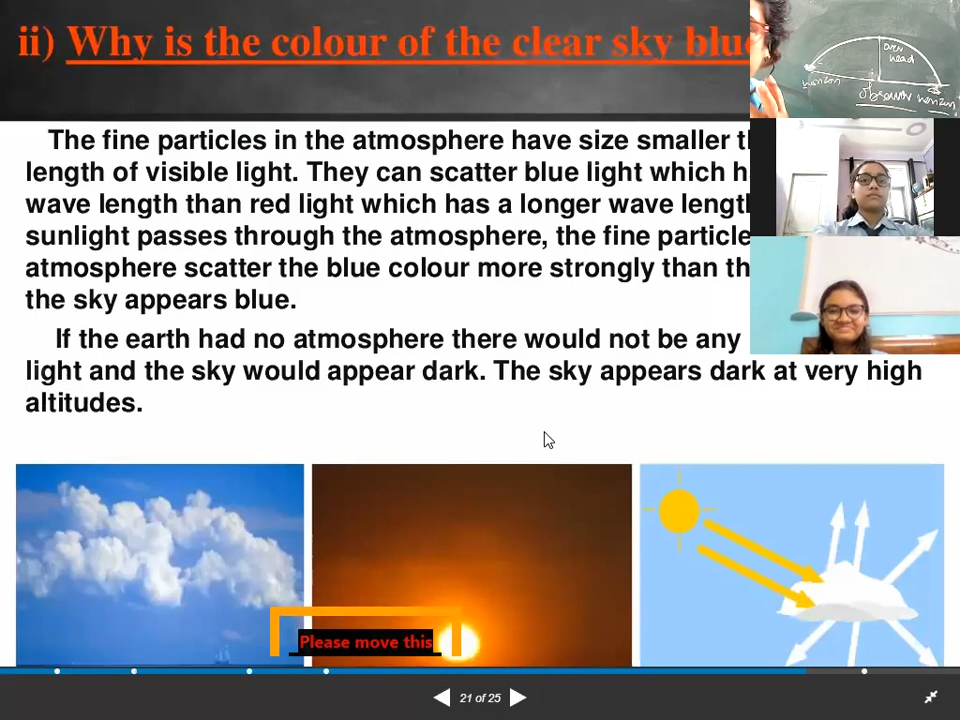 ii) Why is the colour of the clear sky blue
over
head
horizon
observer horizon
The fine particles in the atmosphere have size smaller
length of visible light. They can scatter blue light which
wave length than red light which has a longer wave length
sunlight passes through the atmosphere, the fine
atmosphere scatter the blue colour more strongly than
the sky appears blue.
If the earth had no atmosphere there would not be any
light and the sky would appear dark. The sky appears dark at very high
altitudes.
Please move this
21 of 25